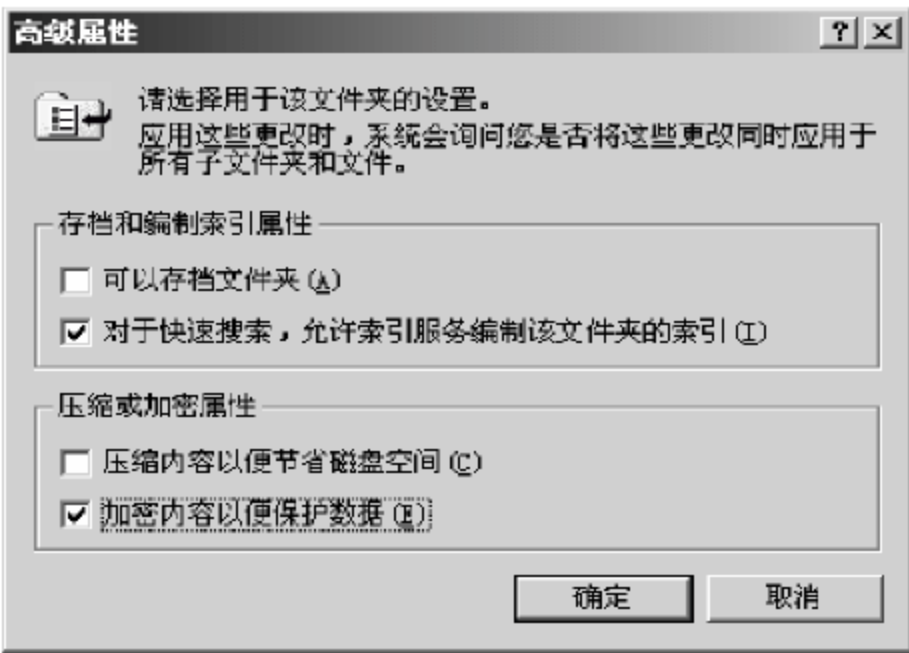 高级属性
请选择用于该文件夹的设置。
应用这些更改时，系统会询问您是否将这些更改同时应用于
所有子文件夹和文件。
存档和编制索引属性
可以存档文件夹(A)
对于快速搜索，允许索引服务编制该文件夹的索引(I)
压缩或加密属性
压缩内容以便节省磁盘空间(C)
加密内容以便保护数据(E)
确定 取消